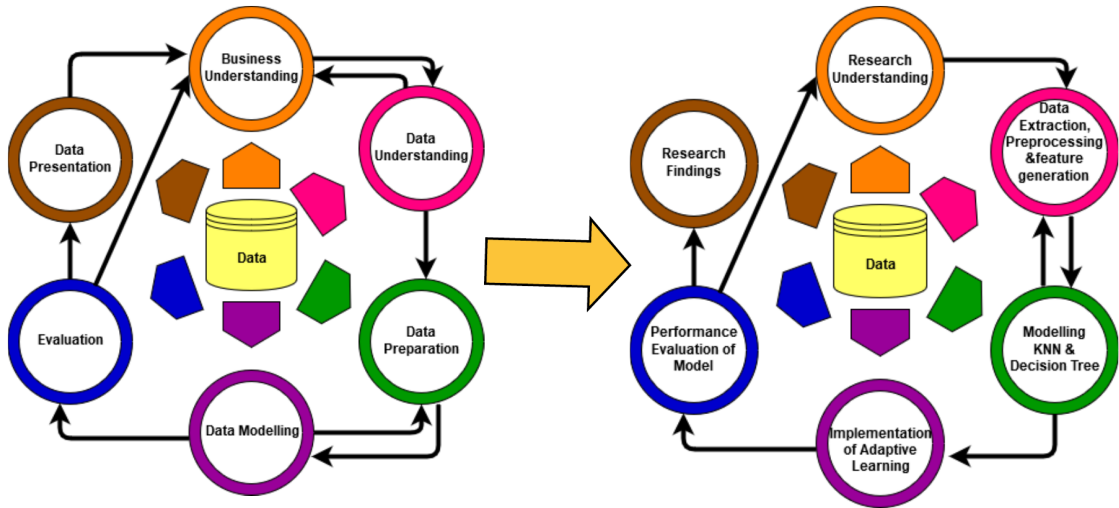 Business
Understanding
Data
Understanding
Data
Preparation
Data Modelling
Evaluation
Data
Presentation
Data
Research
Understanding
Data
Extraction,
Preprocessing
&feature
generation
Modelling
KNN &
Decision Tree
Implementation
of Adaptive
Learning
Performance
Evaluation of
Model
Research
Findings
Data